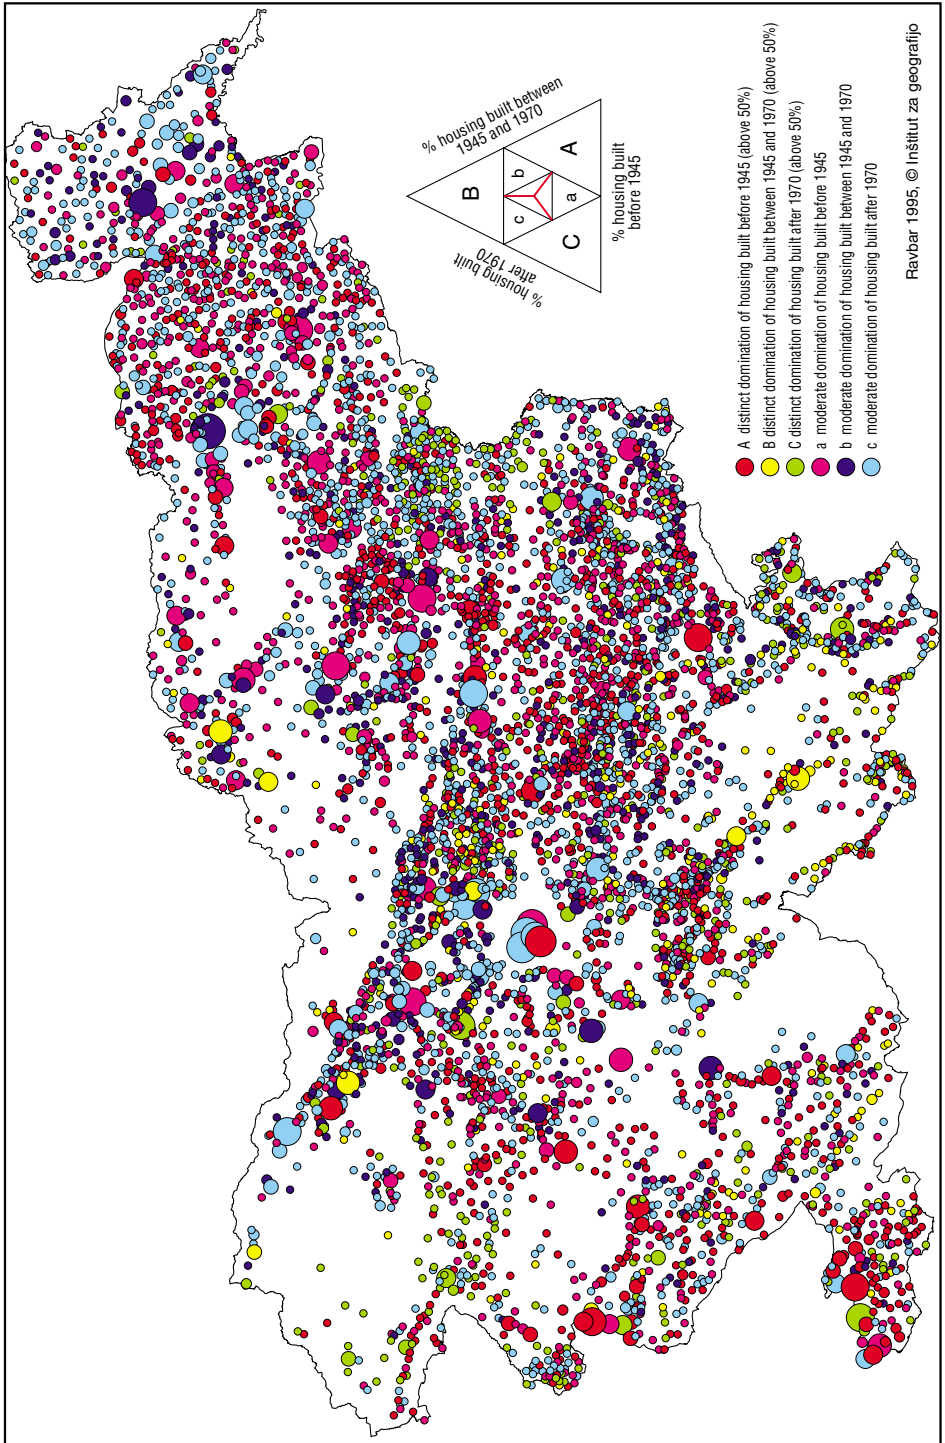 % housing built between
1945 and 1970
% housing built
after 1970
% housing built
before 1945
B
A
C
b
c
a
A distinct domination of housing built before 1945 (above 50%)
B distinct domination of housing built between 1945 and 1970 (above 50%)
C distinct domination of housing built after 1970 (above 50%)
a moderate domination of housing built before 1945
b moderate domination of housing built between 1945 and 1970
c moderate domination of housing built after 1970
Ravbar 1995, © Inštitut za geografijo